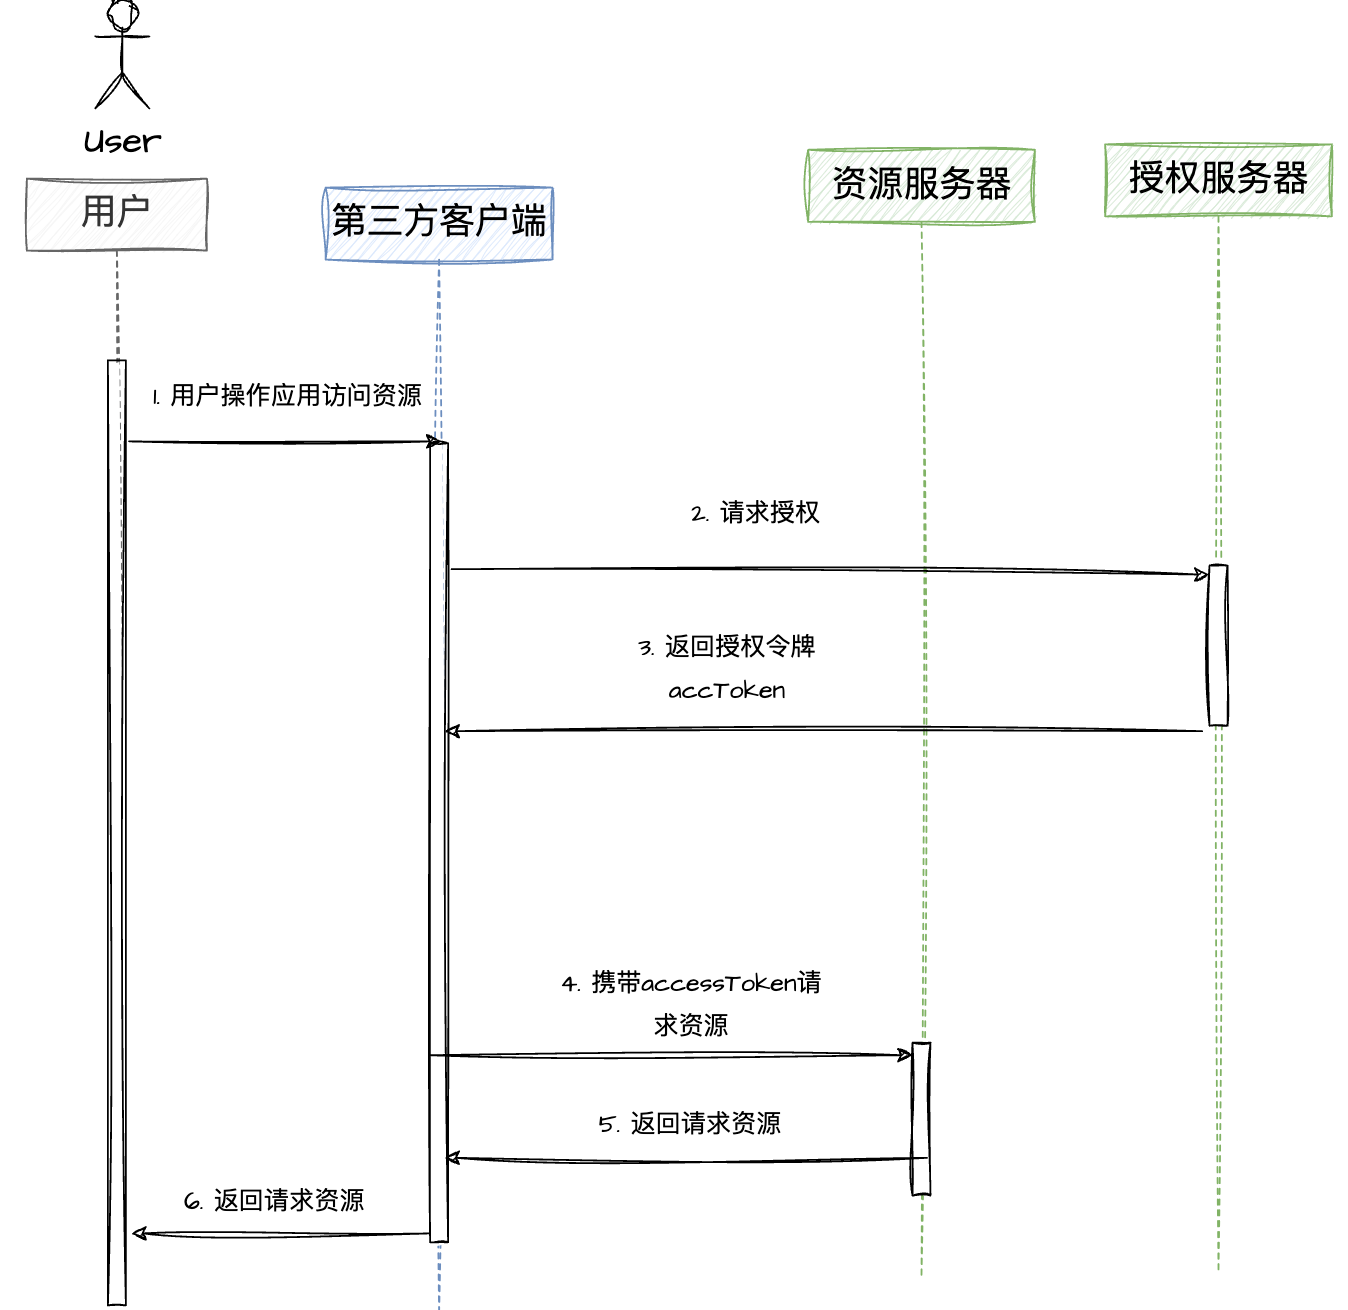 User
用户
第三方客户端
资源服务器
授权服务器
1. 用户操作应用访问资源
2. 请求授权
3. 返回授权令牌
accToken
4. 携带accessToken请
求资源
5. 返回请求资源
6. 返回请求资源